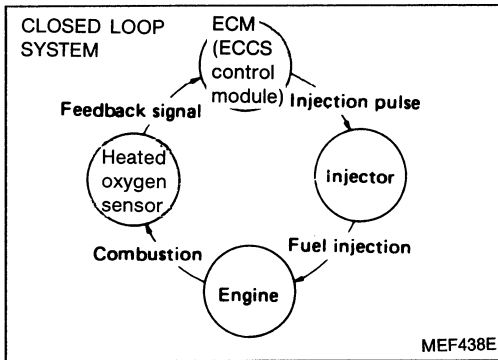 CLOSED LOOP
SYSTEM
ECM
(ECCS
control
module)
Feedback signal
Injection pulse
Heated
oxygen
sensor
injector
Combustion
Fuel injection
Engine
MEF438E